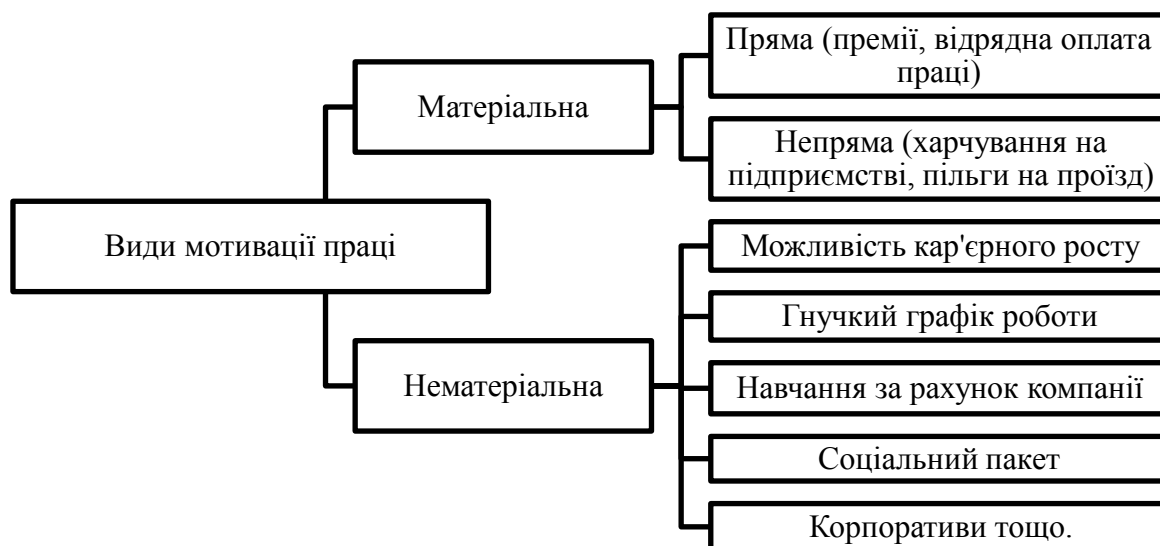 Види мотивації праці
Матеріальна
Пряма (премії, відрядна оплата
праці)
Непряма (харчування на
підприємстві, пільги на проїзд)
Нематеріальна
Можливість кар'єрного росту
Гнучкий графік роботи
Навчання за рахунок компанії
Соціальний пакет
Корпоративи тощо.